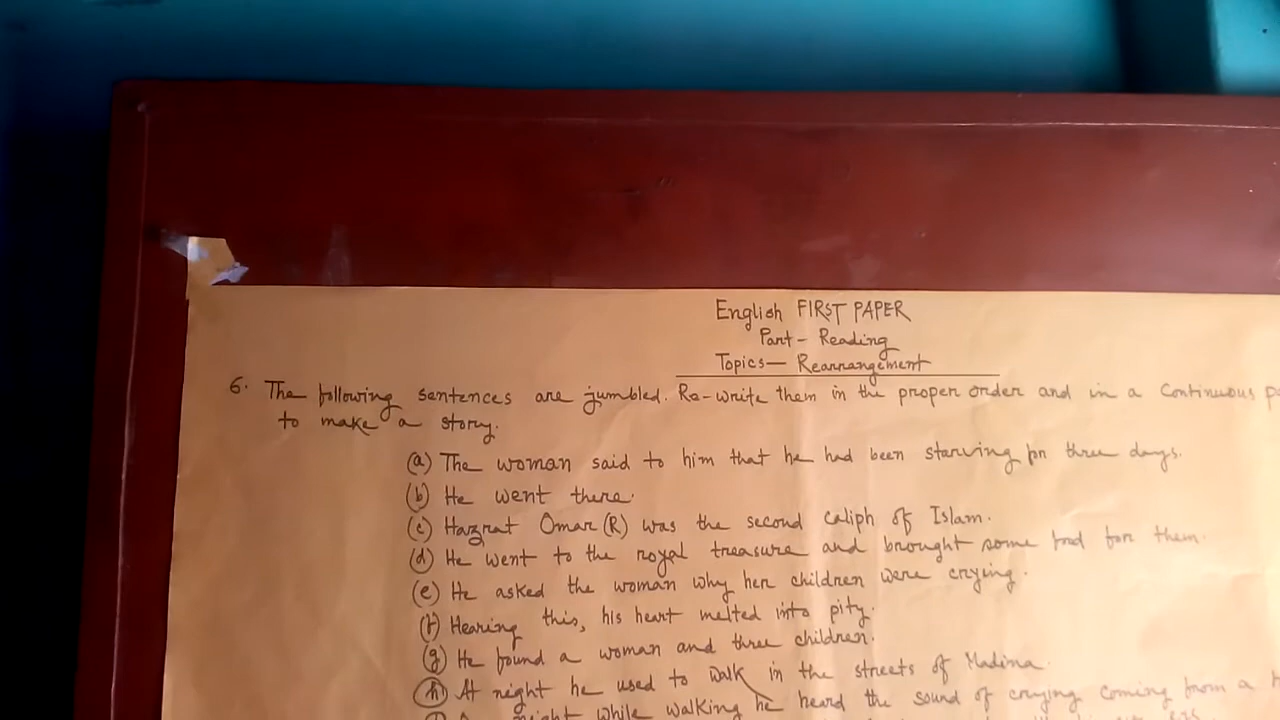 English FIRST PAPER
Part - Reading
Topics - Rearrangement
6. The following sentences are jumbled. Re-write them in the proper order and in a Continuous
to make a story.
(a) The woman said to him that he had been starving for three days.
(b) He went there.
(c) Hazrat Omar (R) was the second caliph of Islam.
(d) He went to the royal treasure and brought some food for them.
(e) He asked the woman why her children were crying.
(f) Hearing this, his heart melted into pity.
(g) He found a woman and three children.
(h) At night he used to walk in the streets of Madina.
night while walking he heard the sound of crying coming from a